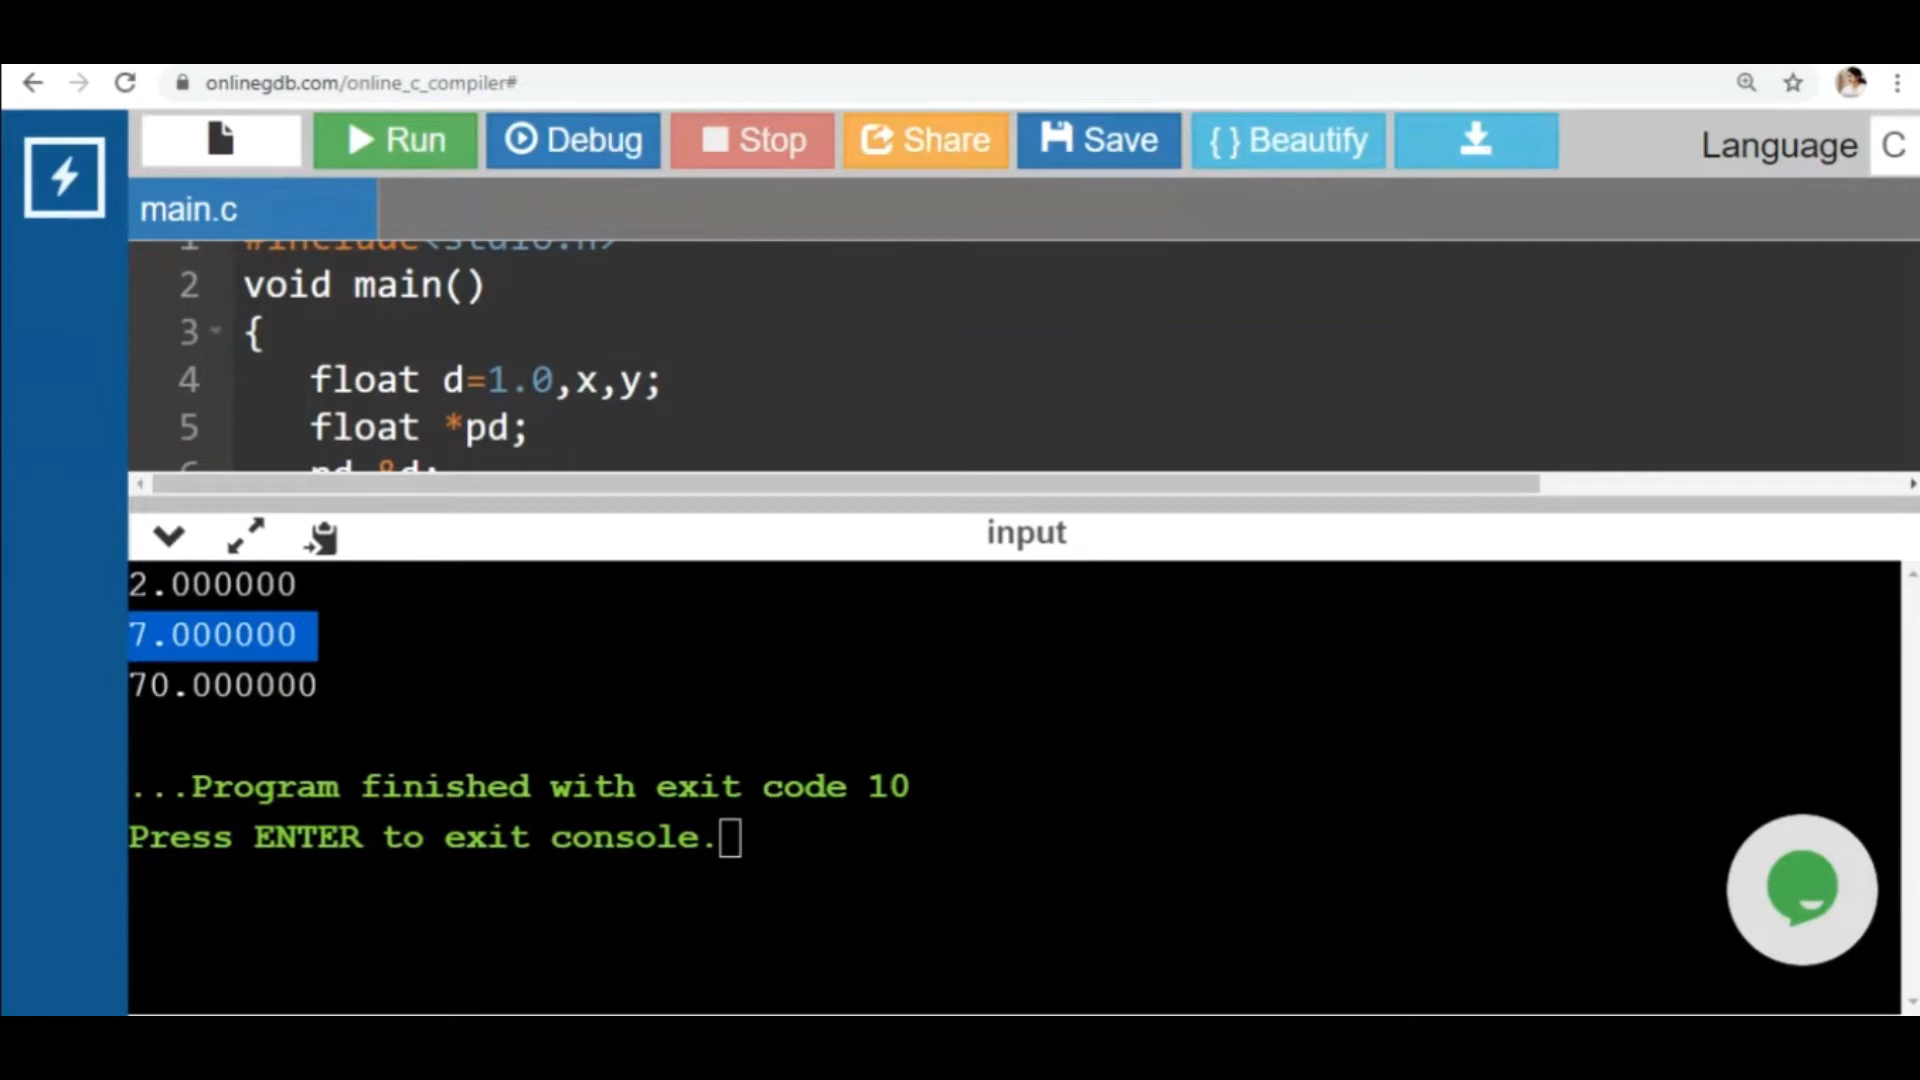 onlinegdb.com/online_c_compiler#
Run Debug Stop Share Save { } Beautify Language C
main.c
1 #include<stdio.h>
2 void main()
3 {
4 float d=1.0,x,y;
5 float *pd;
input
2.000000
7.000000
70.000000
...Program finished with exit code 10
Press ENTER to exit console.